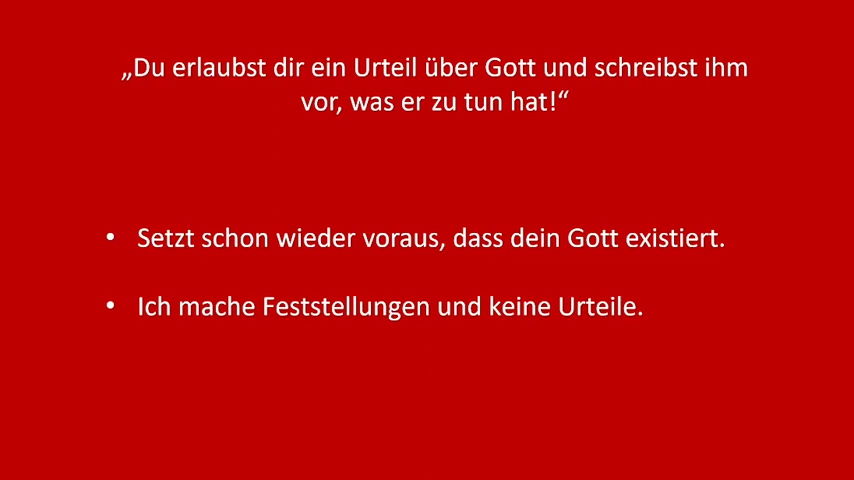 „Du erlaubst dir ein Urteil über Gott und schreibst ihm
vor, was er zu tun hat!“
• Setzt schon wieder voraus, dass dein Gott existiert.
• Ich mache Feststellungen und keine Urteile.